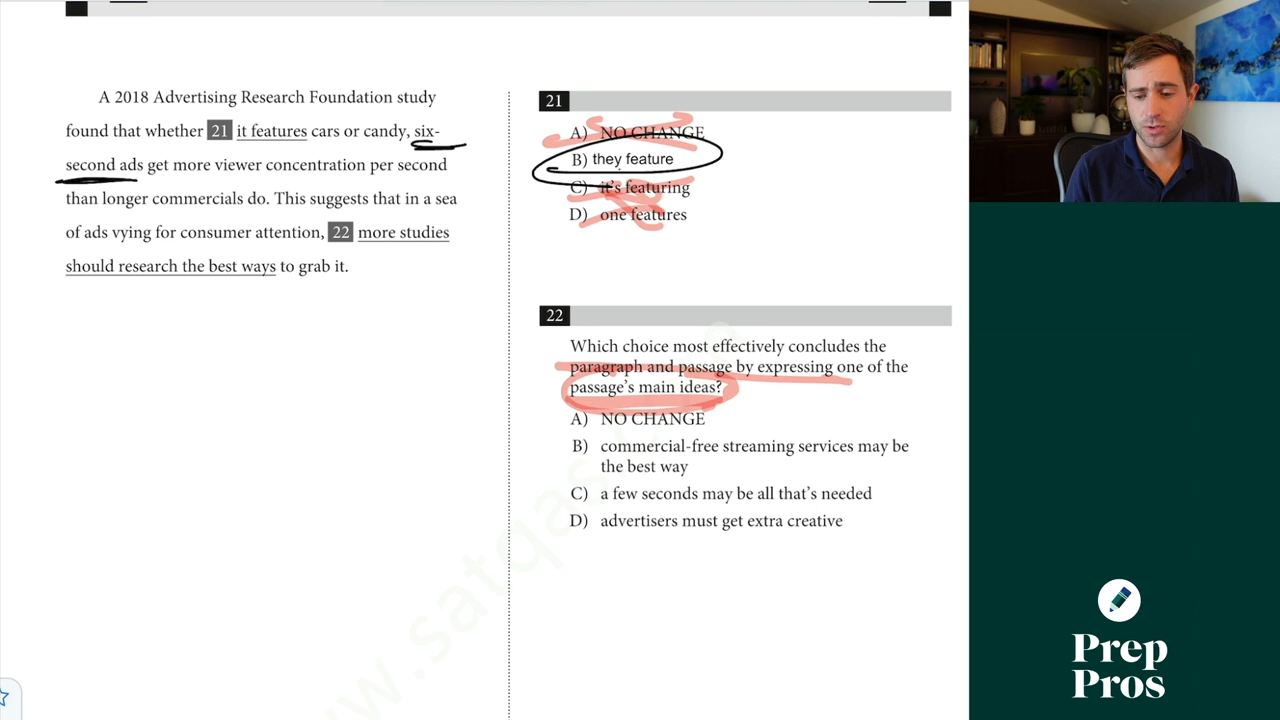 A 2018 Advertising Research Foundation study
found that whether 21 it features cars or candy, six-
second ads get more viewer concentration per second
than longer commercials do. This suggests that in a sea
of ads vying for consumer attention, 22 more studies
should research the best ways to grab it.
21
A) NO CHANGE
B) they feature
C) it's featuring
D) one features
22
Which choice most effectively concludes the
paragraph and passage by expressing one of the
passage's main ideas?
A) NO CHANGE
B) commercial-free streaming services may be
the best way
C) a few seconds may be all that's needed
D) advertisers must get extra creative
Prep
Pros